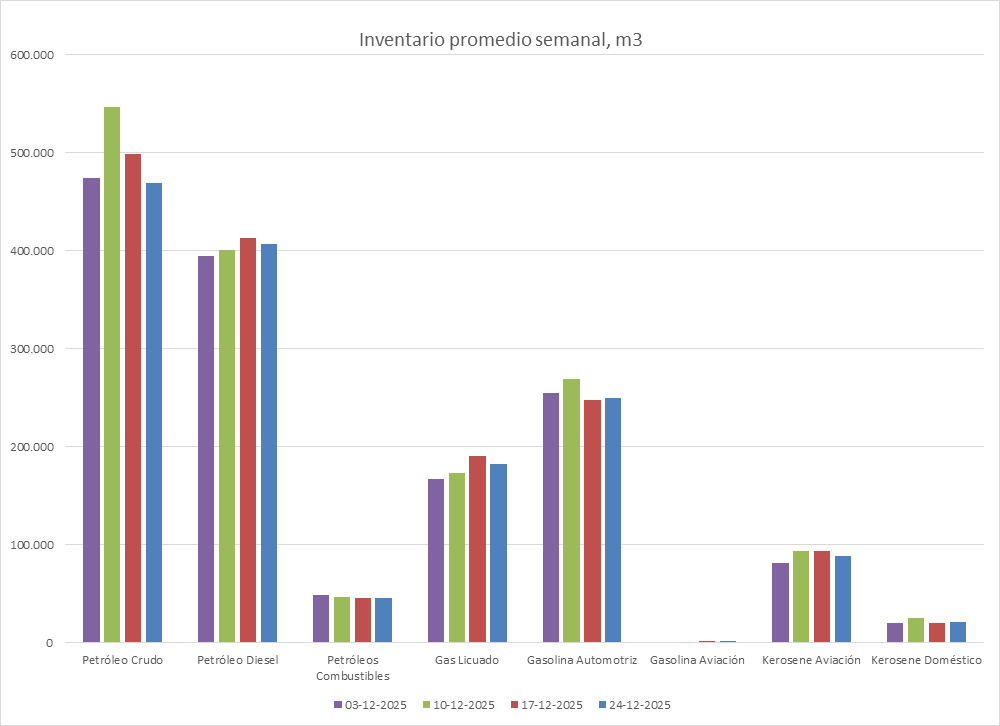 Inventario promedio semanal, m3
600.000
500.000
400.000
300.000
200.000
100.000
0
Petróleo Crudo
Petróleo Diesel
Petróleos
Combustibles
Gas Licuado
Gasolina Automotriz
Gasolina Aviación
Kerosene Aviación
Kerosene Doméstico
03-12-2025
10-12-2025
17-12-2025
24-12-2025